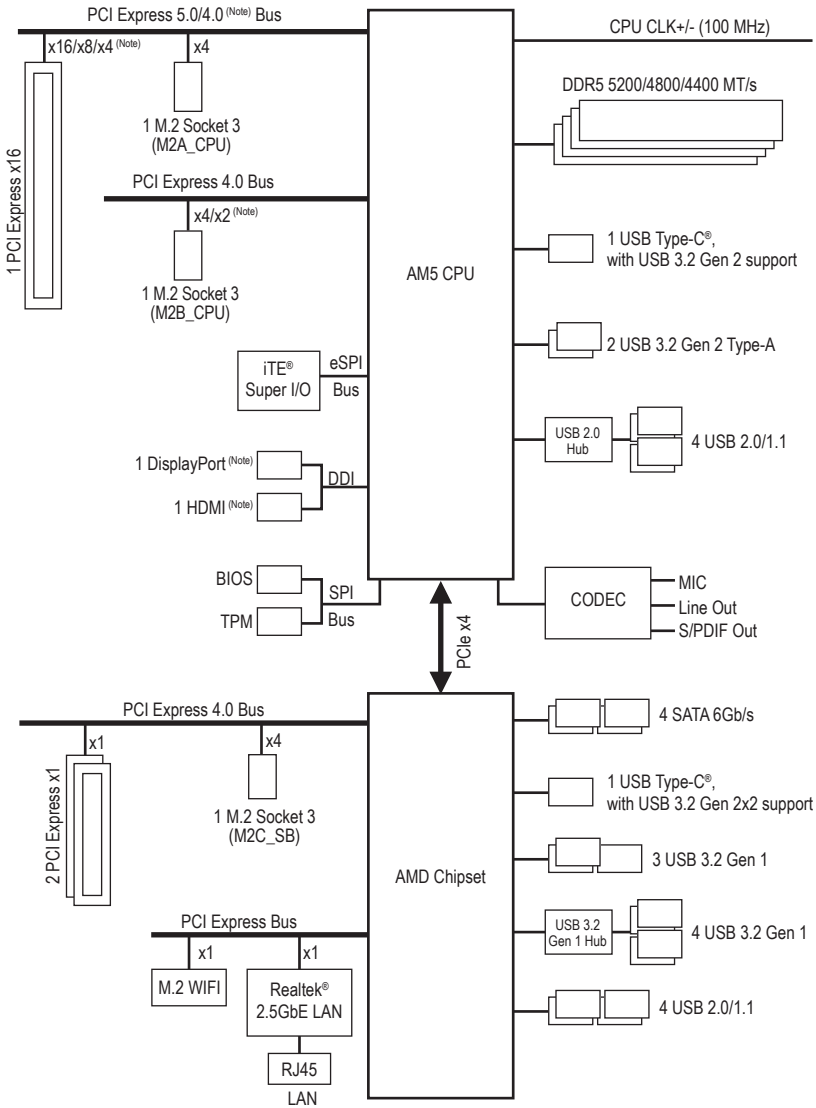 PCI Express 5.0/4.0 (Note) Bus
x16/x8/x4 (Note)
x4
1 PCI Express x16
1 M.2 Socket 3
(M2A_CPU)
PCI Express 4.0 Bus
x4/x2 (Note)
1 M.2 Socket 3
(M2B_CPU)
iTE®
Super I/O
eSPI
Bus
1 DisplayPort (Note)
1 HDMI (Note)
DDI
BIOS
TPM
SPI
Bus
AM5 CPU
CPU CLK+/- (100 MHz)
DDR5 5200/4800/4400 MT/s
1 USB Type-C®,
with USB 3.2 Gen 2 support
2 USB 3.2 Gen 2 Type-A
USB 2.0
Hub
4 USB 2.0/1.1
CODEC
MIC
Line Out
S/PDIF Out
PCIe x4
PCI Express 4.0 Bus
x1
x4
2 PCI Express x1
1 M.2 Socket 3
(M2C_SB)
PCI Express Bus
x1
x1
M.2 WIFI
Realtek®
2.5GbE LAN
RJ45
LAN
AMD Chipset
4 SATA 6Gb/s
1 USB Type-C®,
with USB 3.2 Gen 2x2 support
3 USB 3.2 Gen 1
USB 3.2
Gen 1 Hub
4 USB 3.2 Gen 1
4 USB 2.0/1.1